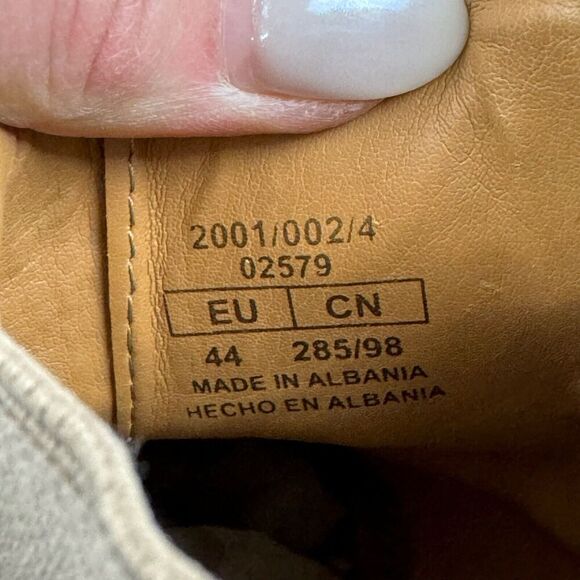 2001/002/4
02579
EU CN
44 285/98
MADE IN ALBANIA
HECHO EN ALBANIA